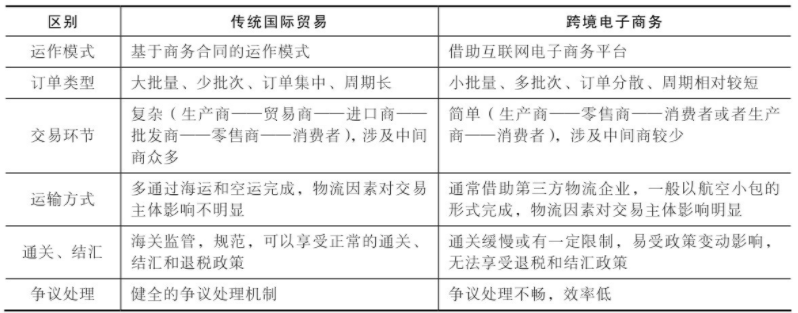 区别 传统国际贸易 跨境电子商务
运作模式 基于商务合同的运作模式 借助互联网电子商务平台
订单类型 大批量、少批次、订单集中、周期长 小批量、多批次、订单分散、周期相对较短
交易环节 复杂（生产商——贸易商——进口商——批发商——零售商——消费者），涉及中间商众多 简单（生产商——零售商——消费者或者生产商——消费者），涉及中间商较少
运输方式 多通过海运和空运完成，物流因素对交易主体影响不明显 通常借助第三方物流企业，一般以航空小包的形式完成，物流因素对交易主体影响明显
通关、结汇 海关监管，规范，可以享受正常的通关、结汇和退税政策 通关缓慢或有一定限制，易受政策变动影响，无法享受退税和结汇政策
争议处理 健全的争议处理机制 争议处理不畅，效率低